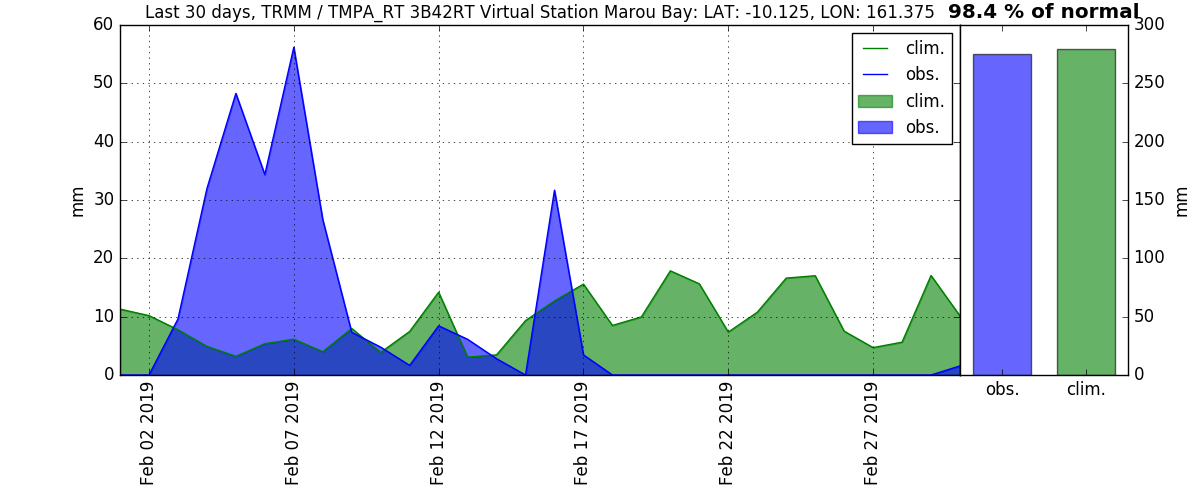 Last 30 days, TRMM / TMPA_RT 3B42RT Virtual Station Marou Bay: LAT: -10.125, LON: 161.375
98.4 % of normal
60
50
40
30
20
10
0
mm
clim.
obs.
clim.
obs.
Feb 02 2019
Feb 07 2019
Feb 12 2019
Feb 17 2019
Feb 22 2019
Feb 27 2019
300
250
200
150
100
50
0
mm
obs.
clim.